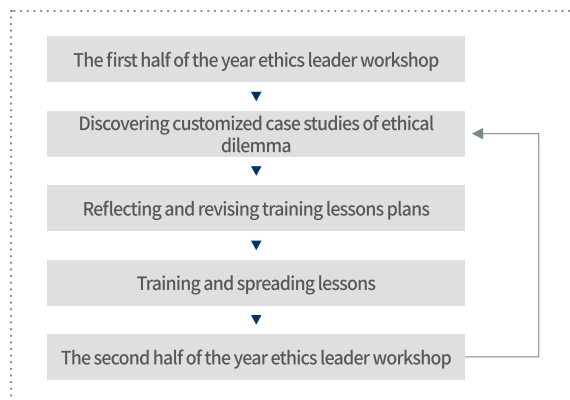 The first half of the year ethics leader workshop
Discovering customized case studies of ethical
dilemma
Reflecting and revising training lessons plans
Training and spreading lessons
The second half of the year ethics leader workshop